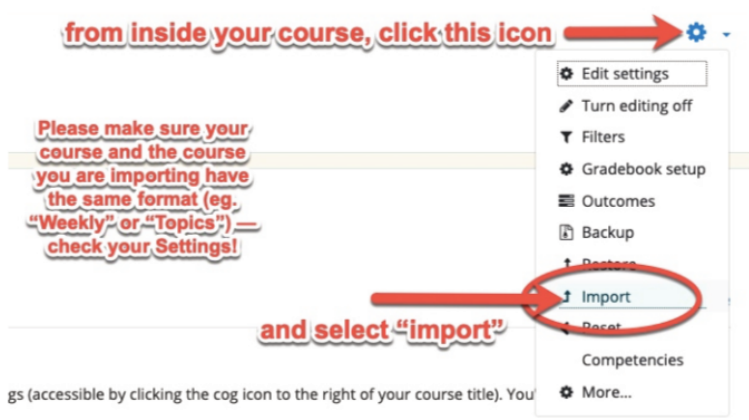 from inside your course, click this icon
Edit settings
Turn editing off
Please make sure your
course and the course
you are importing have
the same format (eg.
“Weekly” or “Topics”) —
check your Settings!
Filters
Gradebook setup
Outcomes
Backup
Restore
Import
and select “import”
Reset
Competencies
More...
gs (accessible by clicking the cog icon to the right of your course title). You'